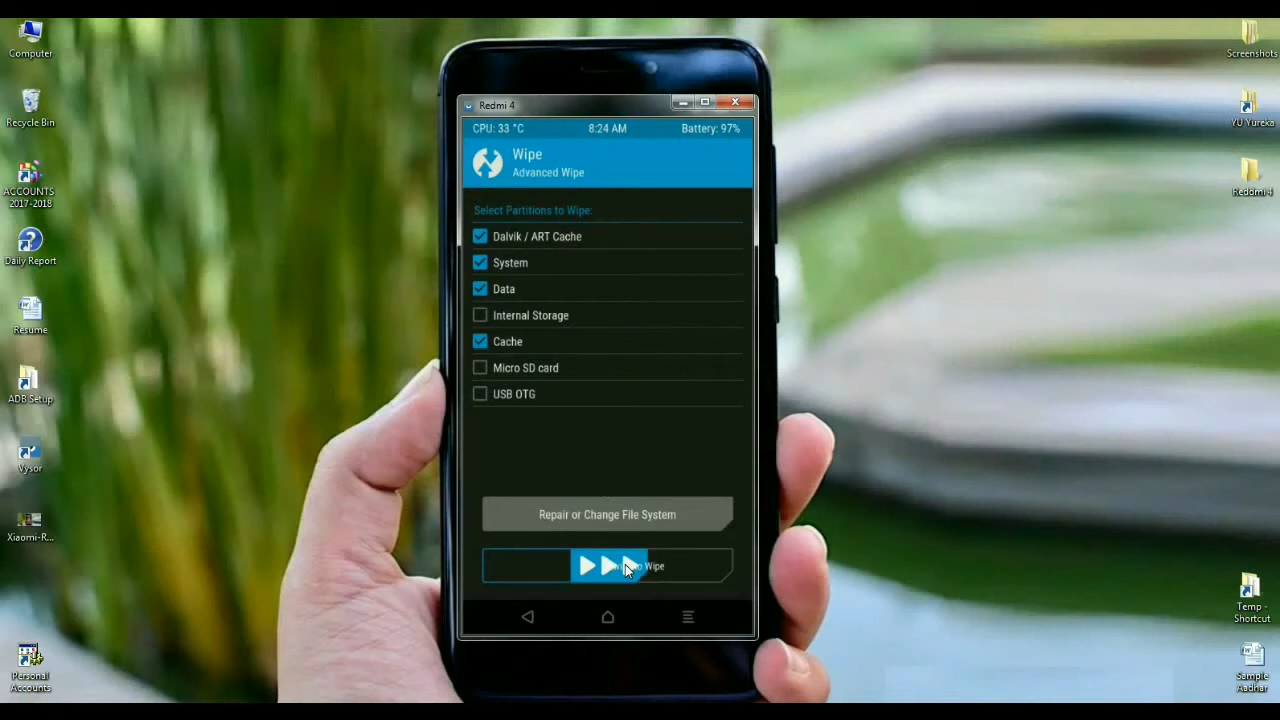 Computer
Recycle Bin
ACCOUNTS
2017-2018
Daily Report
Resume
ADB Setup
Vysor
Xiaomi-R...
Personal
Accounts
Redmi 4
CPU: 33 °C 8:24 AM Battery: 97%
Wipe
Advanced Wipe
Select Partitions to Wipe:
Dalvik / ART Cache
System
Data
Internal Storage
Cache
Micro SD card
USB OTG
Repair or Change File System
Wipe
Screenshots
YU Yureka
Redomi 4
Temp -
Shortcut
Sample
Aadhar